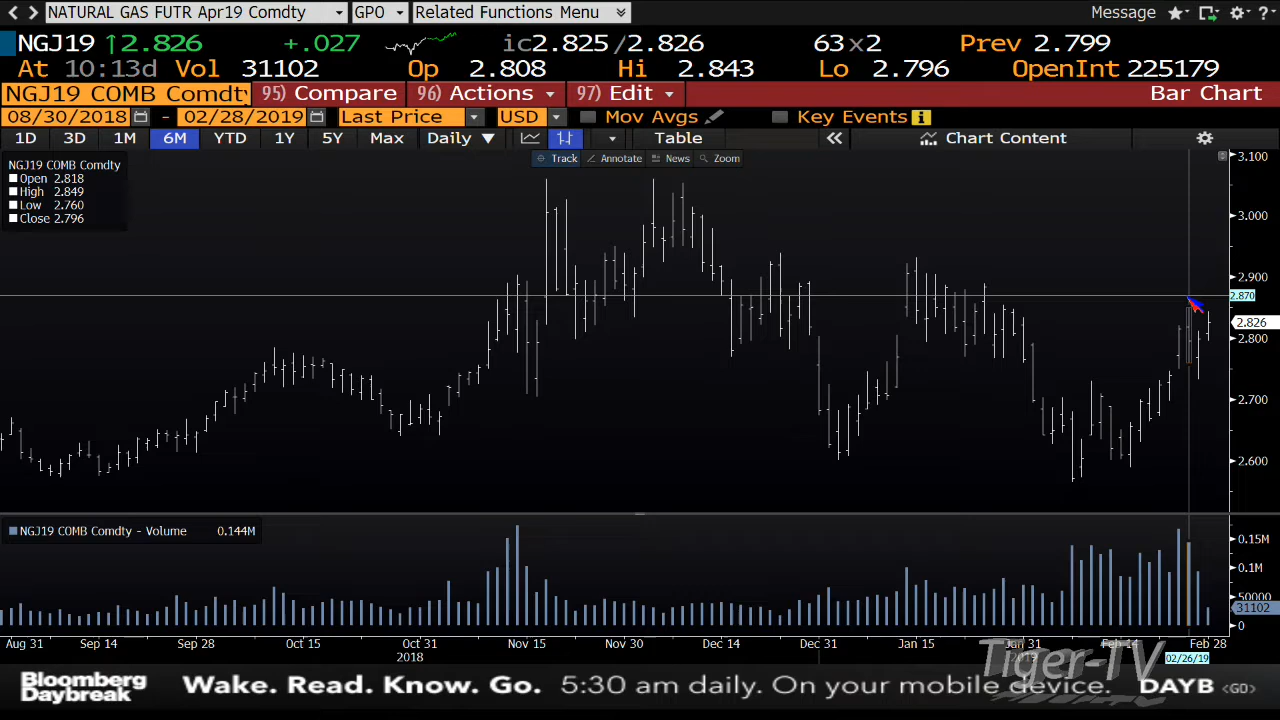 NATURAL GAS FUTR Apr19 Comdty GPO Related Functions Menu Message
NGJ19 ↑2.826 +.027 ic2.825/2.826 63x2 Prev 2.799
At 10:13d Vol 31102 Op 2.808 Hi 2.843 Lo 2.796 OpenInt 225179
NGJ19 COMB Comdty 95) Compare 96) Actions 97) Edit Bar Chart
08/30/2018 - 02/28/2019 Last Price USD Mov Avgs Key Events
1D 3D 1M 6M YTD 1Y 5Y Max Daily ▼ Table « Chart Content
Track Annotate News Zoom
NGJ19 COMB Comdty
Open 2.818
High 2.849
Low 2.760
Close 2.796
3.100
3.000
2.900
2.870
2.826
2.800
2.700
2.600
NGJ19 COMB Comdty - Volume 0.144M
0.15M
0.1M
50000
31102
0
Aug 31 Sep 14 Sep 28 Oct 15 Oct 31 Nov 15 Nov 30 Dec 14 Dec 31 Jan 15 Jan 31 Feb 14 Feb 28
2018 2019 02/26/19
Tiger-TV
Bloomberg
Daybreak
Wake. Read. Know. Go. 5:30 am daily. On your mobile device. DAYB <GO>